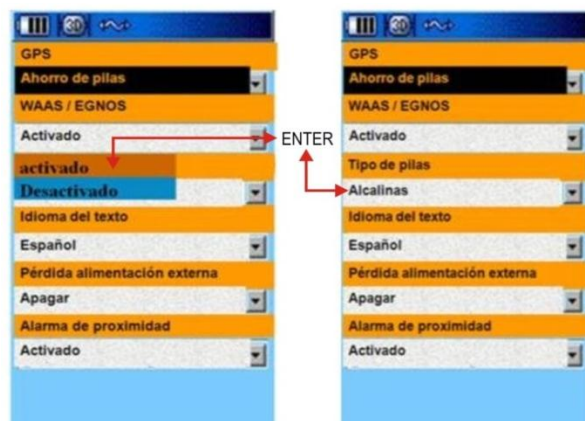 3D
GPS
Ahorro de pilas
WAAS / EGNOS
Activado
activado
Desactivado
Idioma del texto
Español
Pérdida alimentación externa
Apagar
Alarma de proximidad
Activado
ENTER
3D
GPS
Ahorro de pilas
WAAS / EGNOS
Activado
Tipo de pilas
Alcalinas
Idioma del texto
Español
Pérdida alimentación externa
Apagar
Alarma de proximidad
Activado